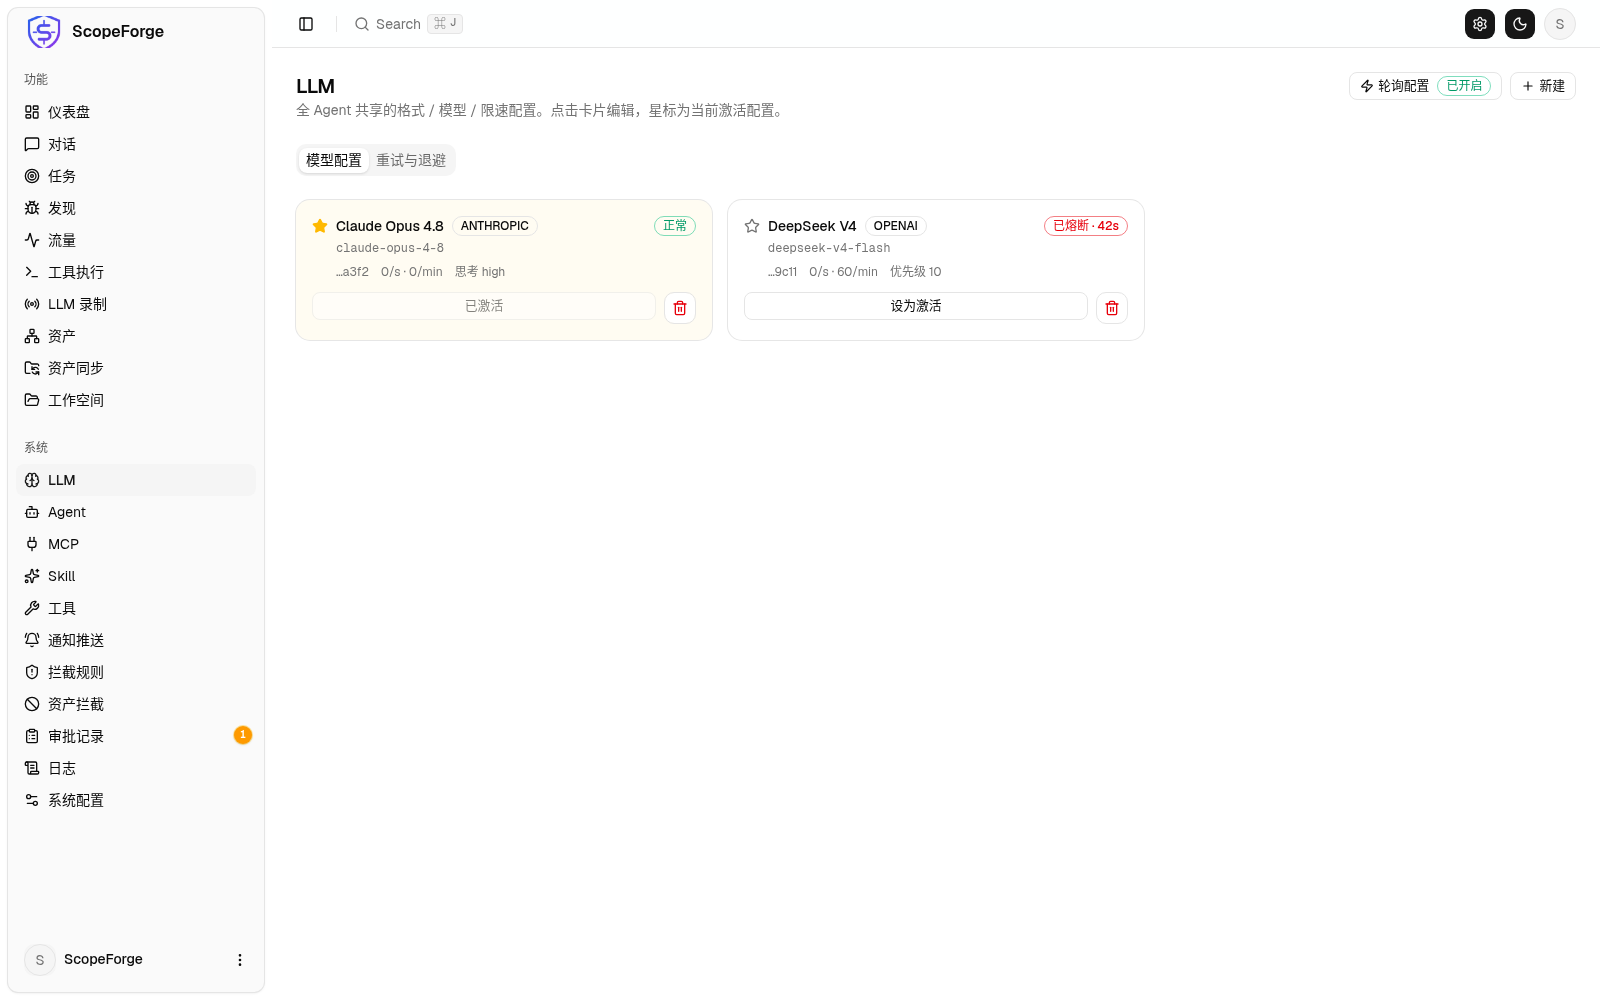 ScopeForge
功能
仪表盘
对话
任务
发现
流量
工具执行
LLM 录制
资产
资产同步
工作空间
系统
LLM
Agent
MCP
Skill
工具
通知推送
拦截规则
资产拦截
审批记录 1
日志
系统配置
S ScopeForge
Search ⌘ J
S
LLM
轮询配置 已开启 新建
全 Agent 共享的格式 / 模型 / 限速配置。点击卡片编辑，星标为当前激活配置。
模型配置 重试与退避
Claude Opus 4.8 ANTHROPIC 正常
claude-opus-4-8
…a3f2 0/s · 0/min 思考 high
已激活
DeepSeek V4 OPENAI 已熔断 · 42s
deepseek-v4-flash
…9c11 0/s · 60/min 优先级 10
设为激活